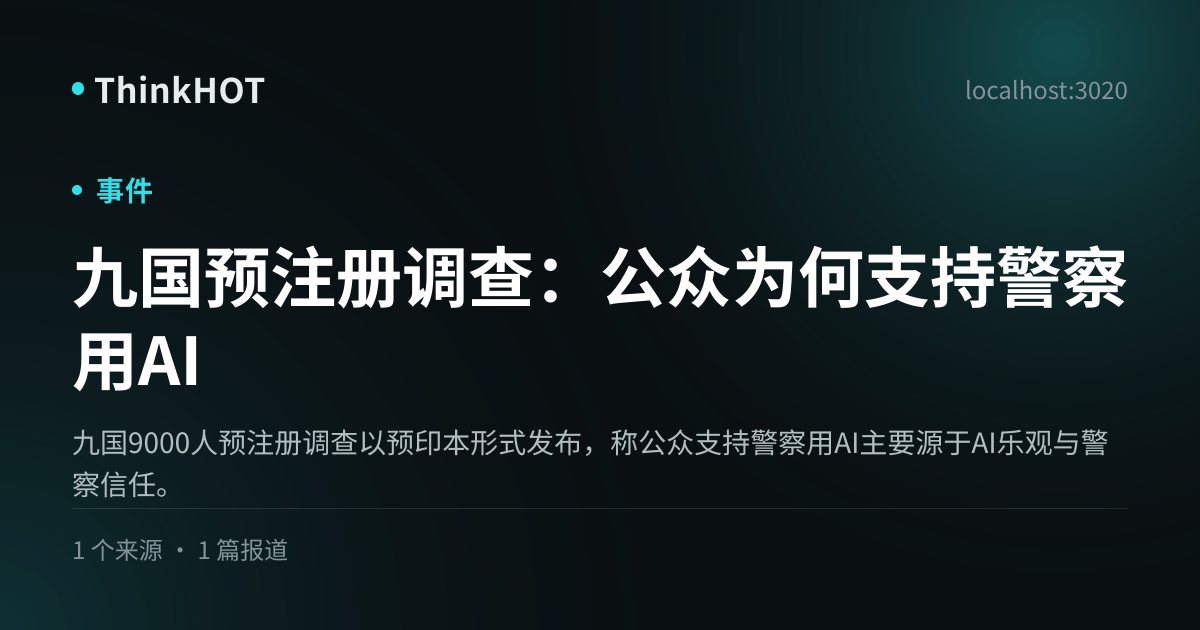 ThinkHOT
localhost:3020
事件
九国预注册调查：公众为何支持警察
用AI
九国9000人预注册调查以预印本形式发布，称公众支持警察用AI主要源于AI乐观与警
察信任。
1 个来源 · 1 篇报道